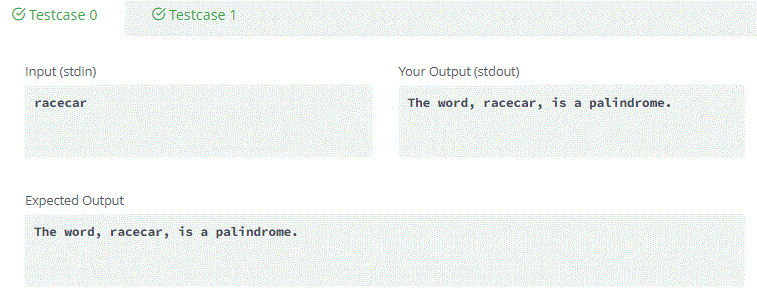 Testcase 0 Testcase 1
Input (stdin) Your Output (stdout)
racecar The word, racecar, is a palindrome.
Expected Output
The word, racecar, is a palindrome.